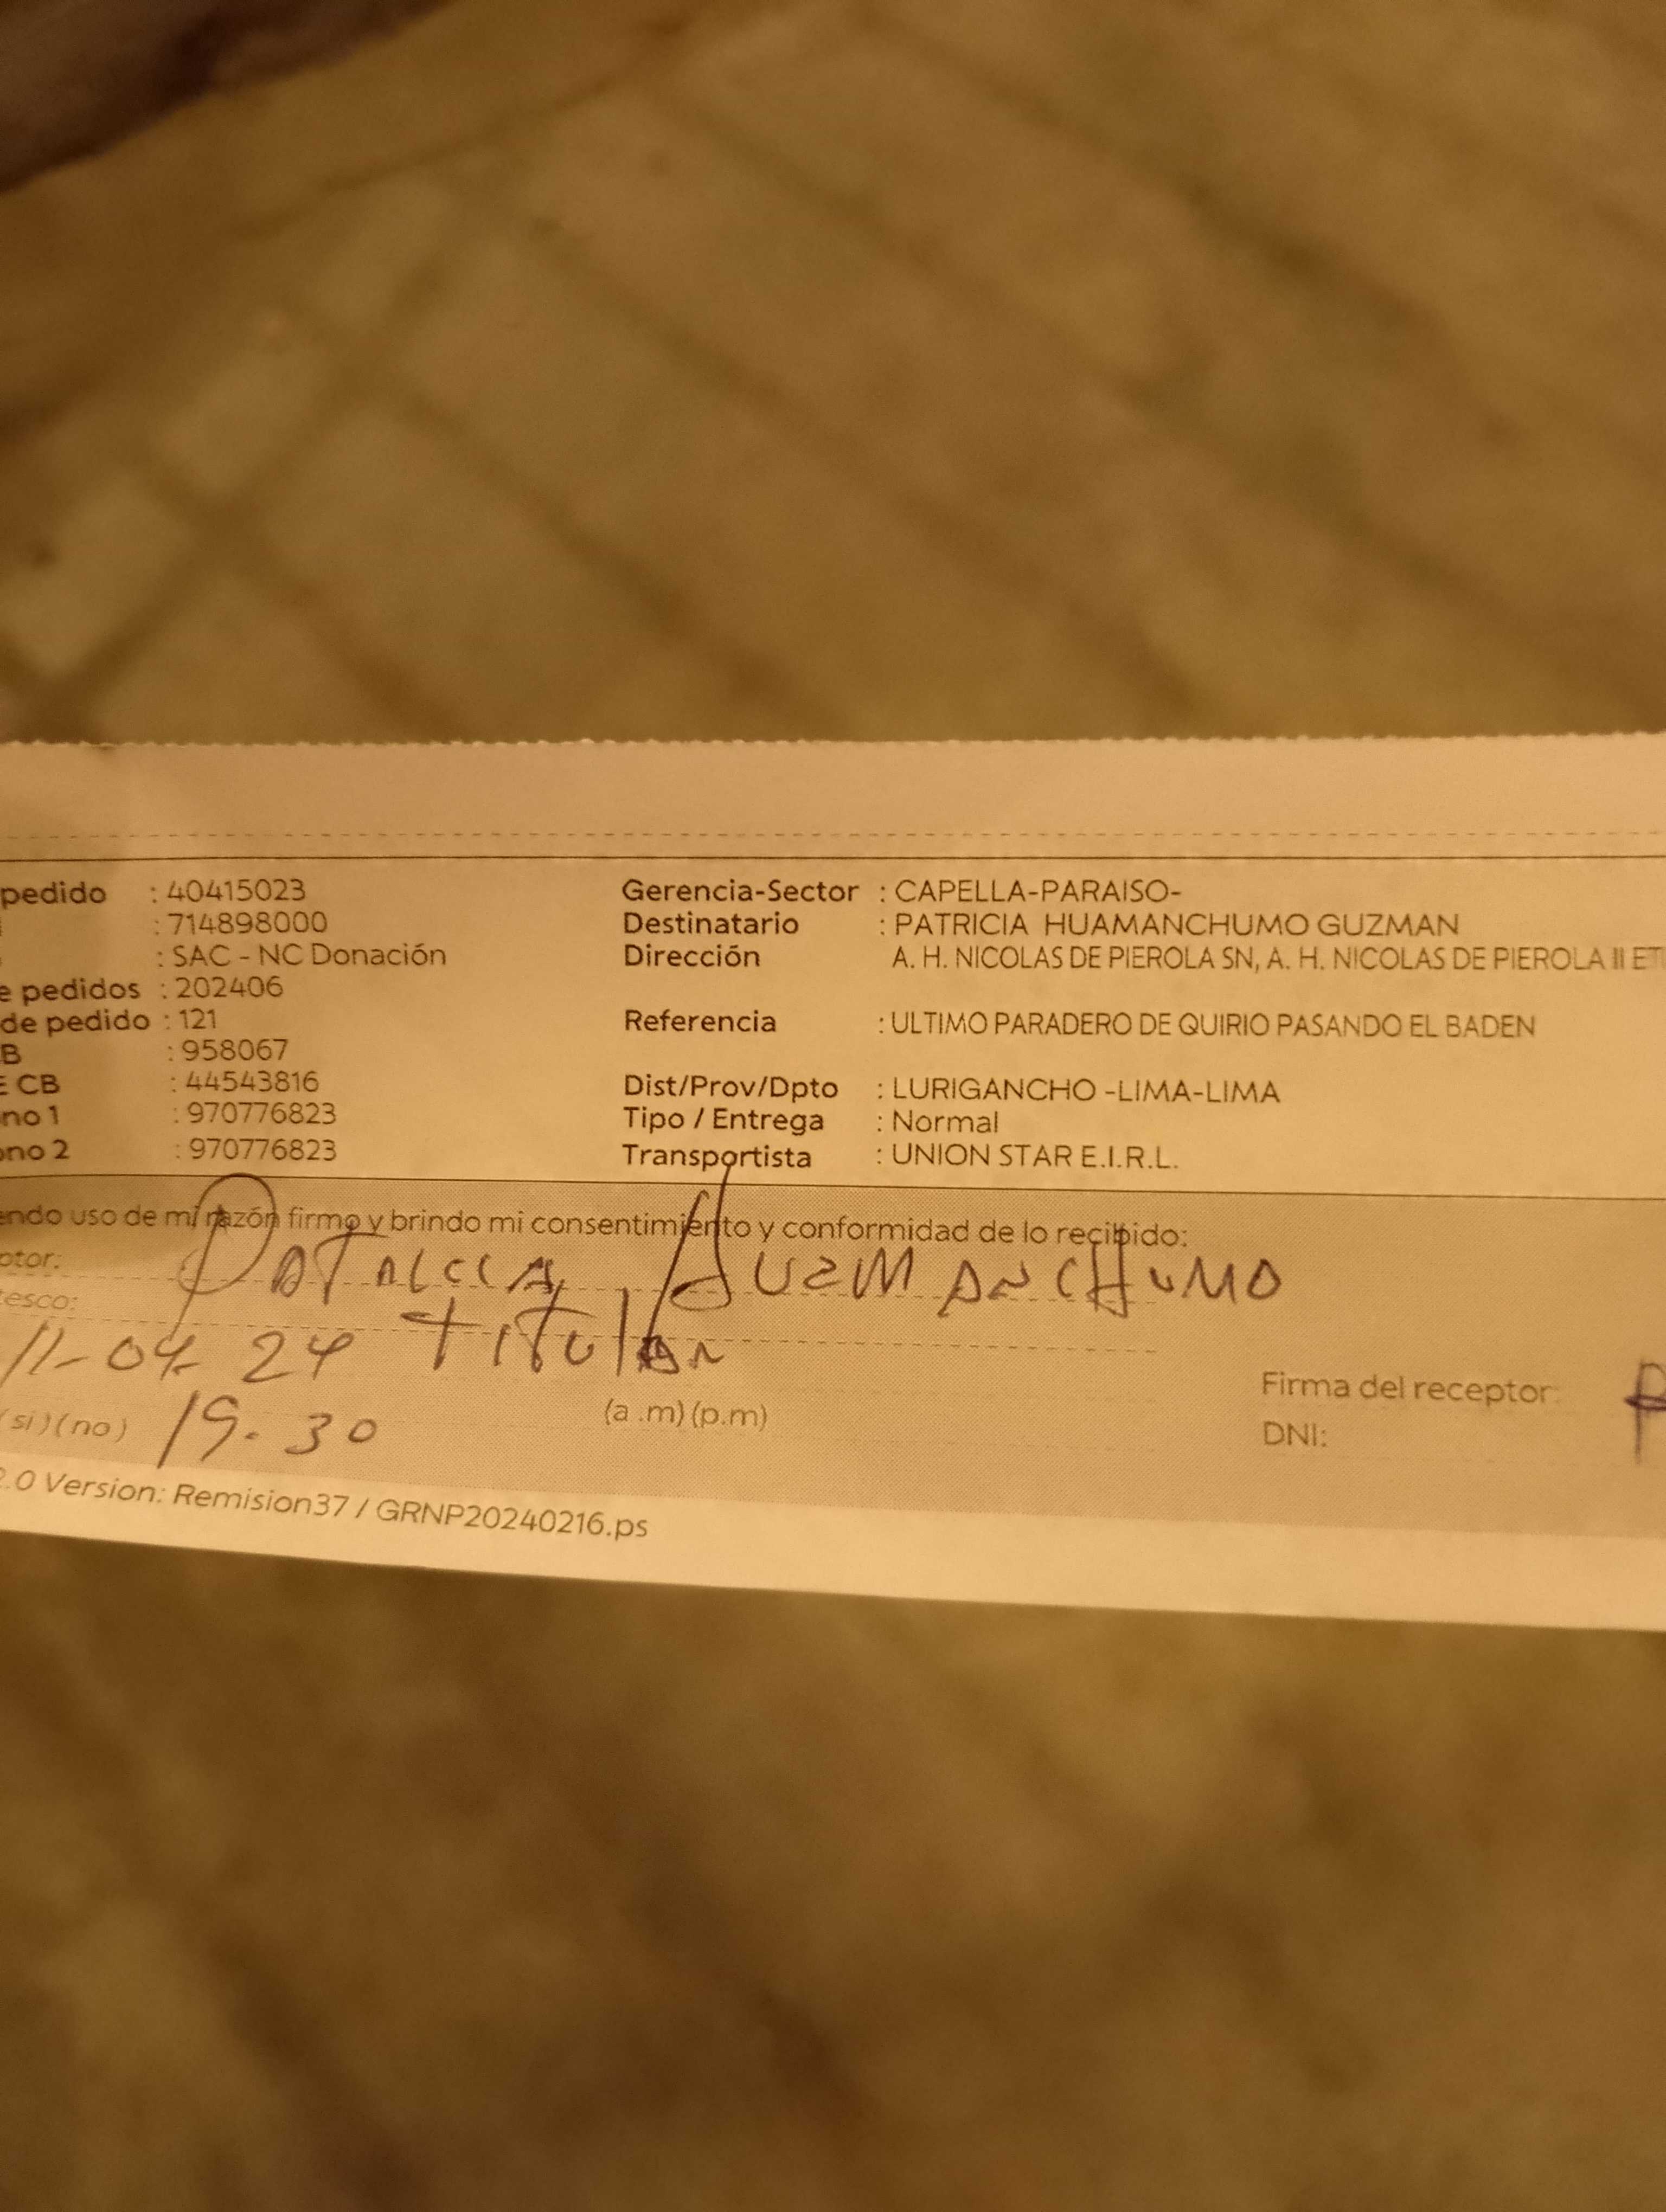 pedido : 40415023 Gerencia-Sector : CAPELLA-PARAISO-
: 714898000 Destinatario : PATRICIA HUAMANCHUMO GUZMAN
: SAC - NC Donación Dirección A. H. NICOLAS DE PIEROLA SN, A. H. NICOLAS DE PIEROLA II ET
e pedidos : 202406
de pedido : 121 Referencia : ULTIMO PARADERO DE QUIRIO PASANDO EL BADEN
B : 958067
E CB : 44543816 Dist/Prov/Dpto : LURIGANCHO -LIMA-LIMA
no 1 : 970776823 Tipo / Entrega : Normal
ono 2 : 970776823 Transportista : UNION STAR E.I.R.L.
endo uso de mi razón firmo y brindo mi consentimiento y conformidad de lo recibido:
ptor: PATRICIA GUZMANCHUMO
tesco: TITULAR
11-04-24
Firma del receptor:
(si) (no) 19.30 (a .m) (p.m)
DNI:
2.0 Version: Remision37 / GRNP20240216.ps